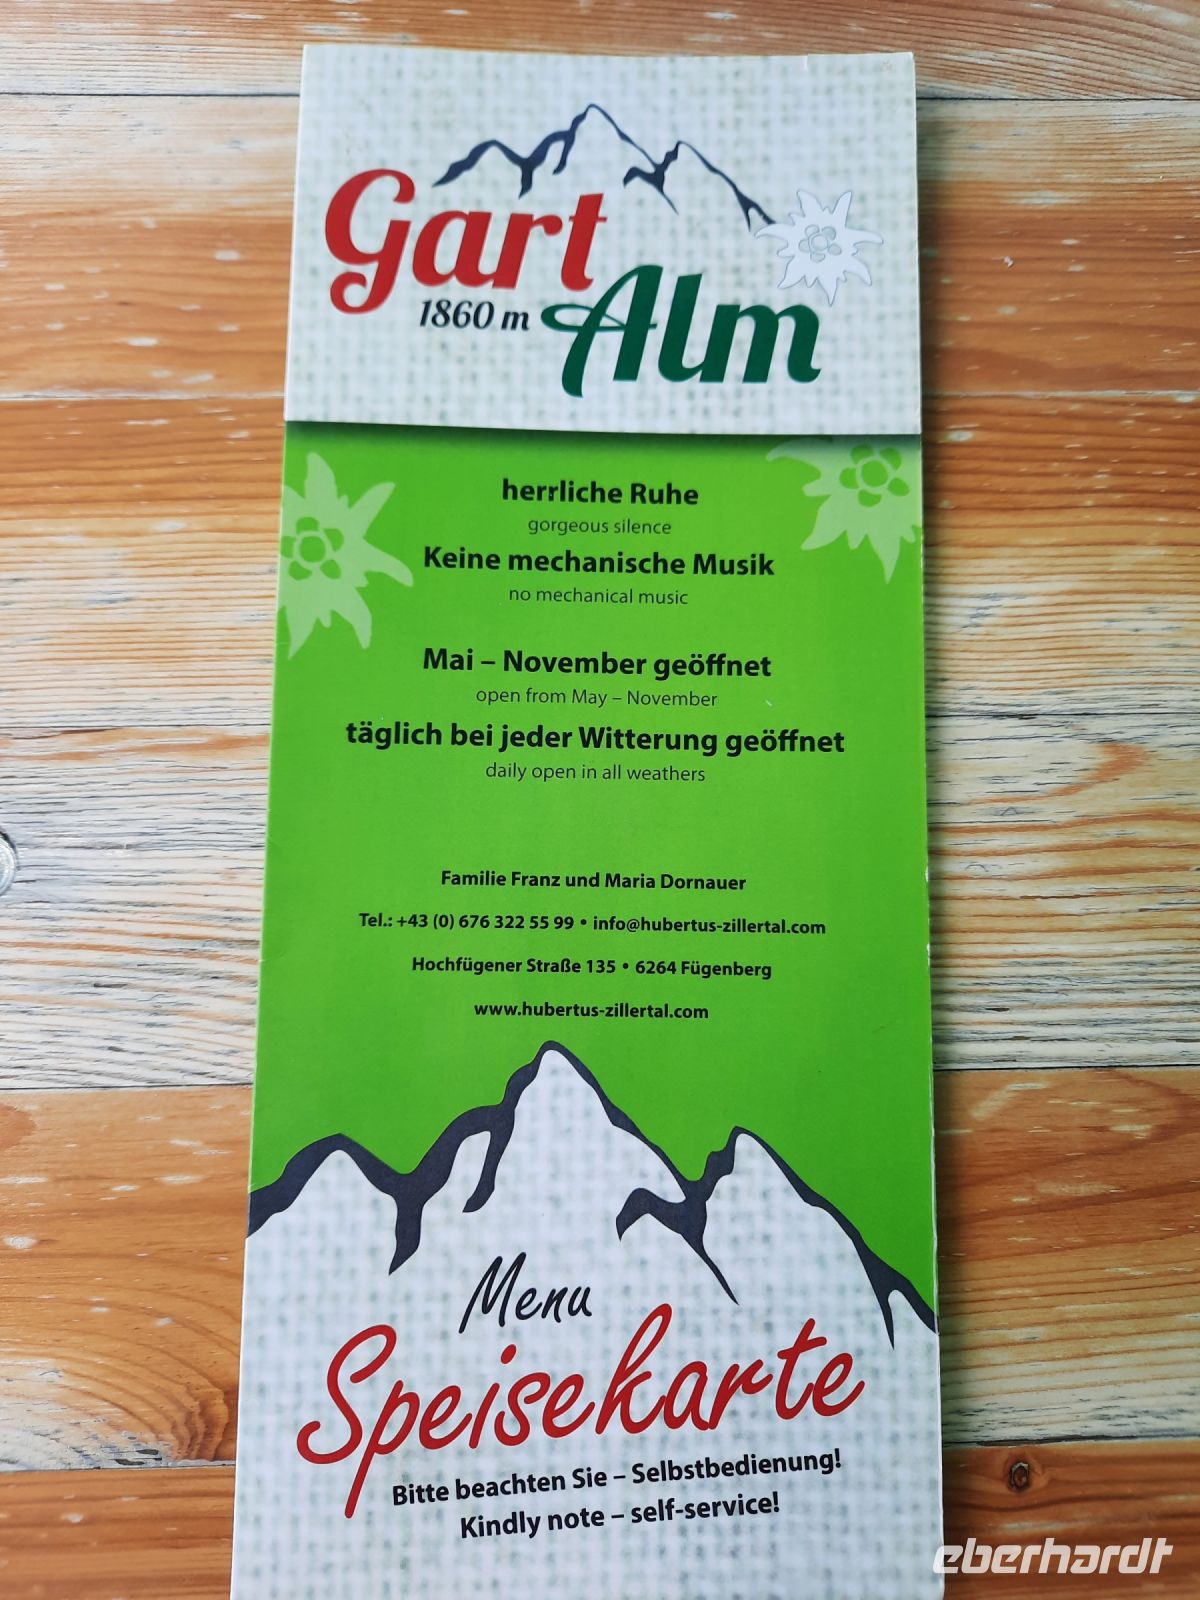 Gart
1860 m Alm
herrliche Ruhe
gorgeous silence
Keine mechanische Musik
no mechanical music
Mai – November geöffnet
open from May – November
täglich bei jeder Witterung geöffnet
daily open in all weathers
Familie Franz und Maria Dornauer
Tel.: +43 (0) 676 322 55 99 • info@hubertus-zillertal.com
Hochfügener Straße 135 • 6264 Fügenberg
www.hubertus-zillertal.com
Menu
Speisekarte
Bitte beachten Sie – Selbstbedienung!
Kindly note – self-service!
eberhardt